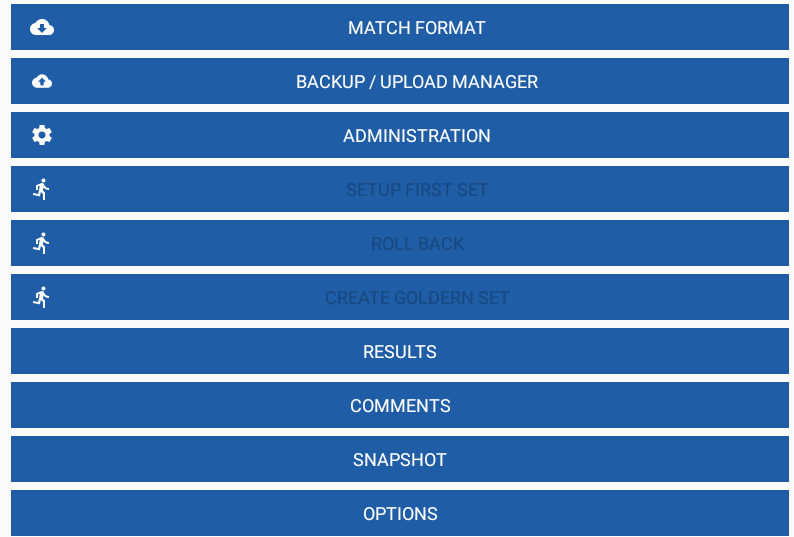 MATCH FORMAT
BACKUP / UPLOAD MANAGER
ADMINISTRATION
SETUP FIRST SET
ROLL BACK
CREATE GOLDERN SET
RESULTS
COMMENTS
SNAPSHOT
OPTIONS